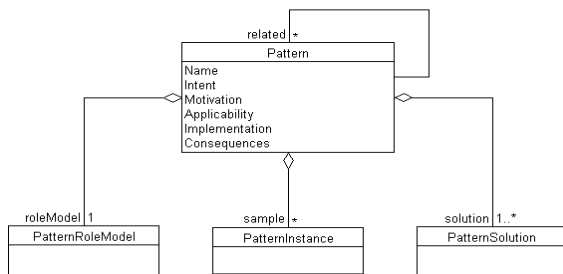 related *
Pattern
Name
Intent
Motivation
Applicability
Implementation
Consequences
roleModel 1
sample *
solution 1..*
PatternRoleModel
PatternInstance
PatternSolution